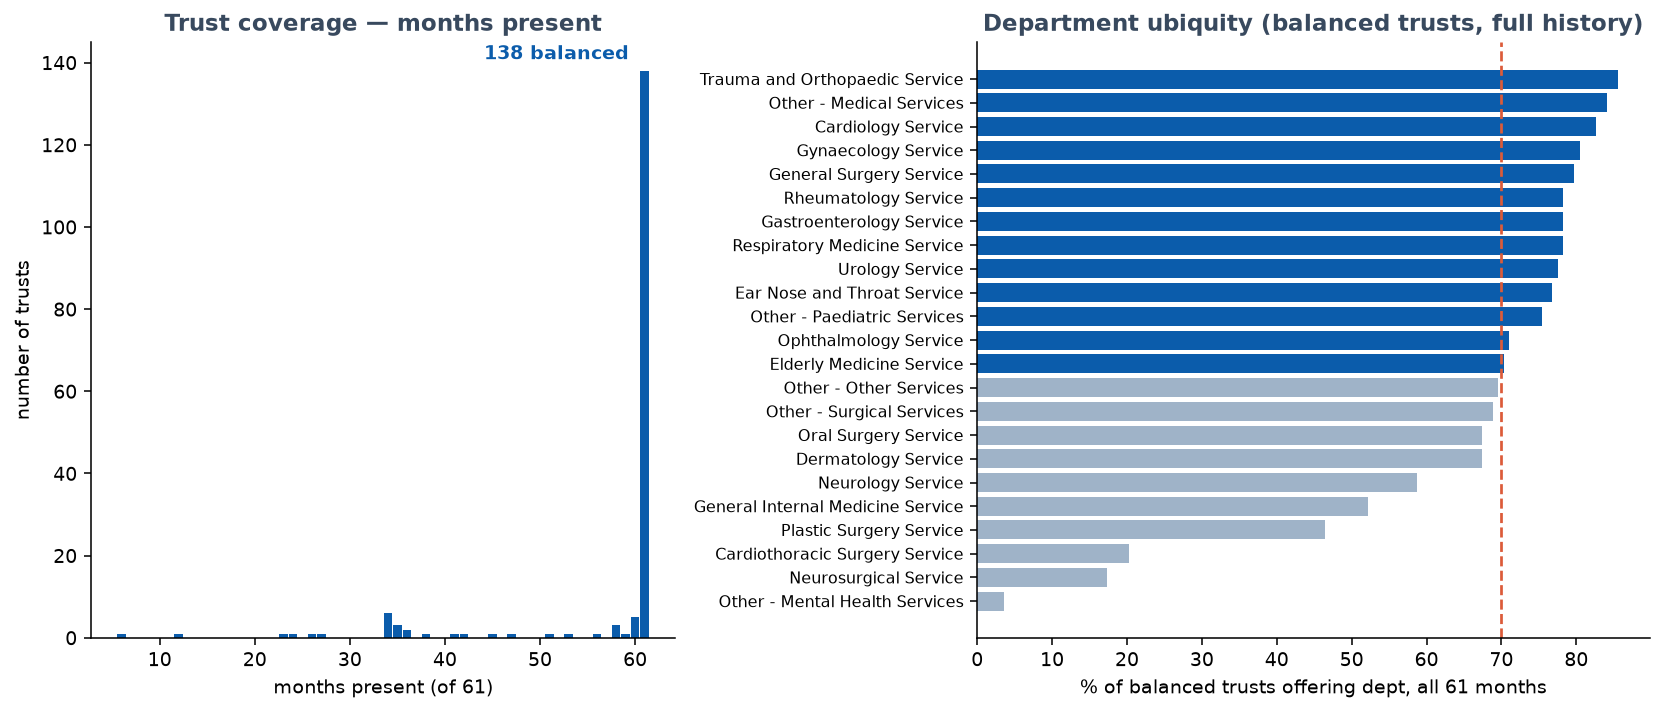 Trust coverage — months present
138 balanced
140
120
100
80
60
40
20
0
number of trusts
10 20 30 40 50 60
months present (of 61)
Department ubiquity (balanced trusts, full history)
Trauma and Orthopaedic Service
Other - Medical Services
Cardiology Service
Gynaecology Service
General Surgery Service
Rheumatology Service
Gastroenterology Service
Respiratory Medicine Service
Urology Service
Ear Nose and Throat Service
Other - Paediatric Services
Ophthalmology Service
Elderly Medicine Service
Other - Other Services
Other - Surgical Services
Oral Surgery Service
Dermatology Service
Neurology Service
General Internal Medicine Service
Plastic Surgery Service
Cardiothoracic Surgery Service
Neurosurgical Service
Other - Mental Health Services
0 10 20 30 40 50 60 70 80
% of balanced trusts offering dept, all 61 months